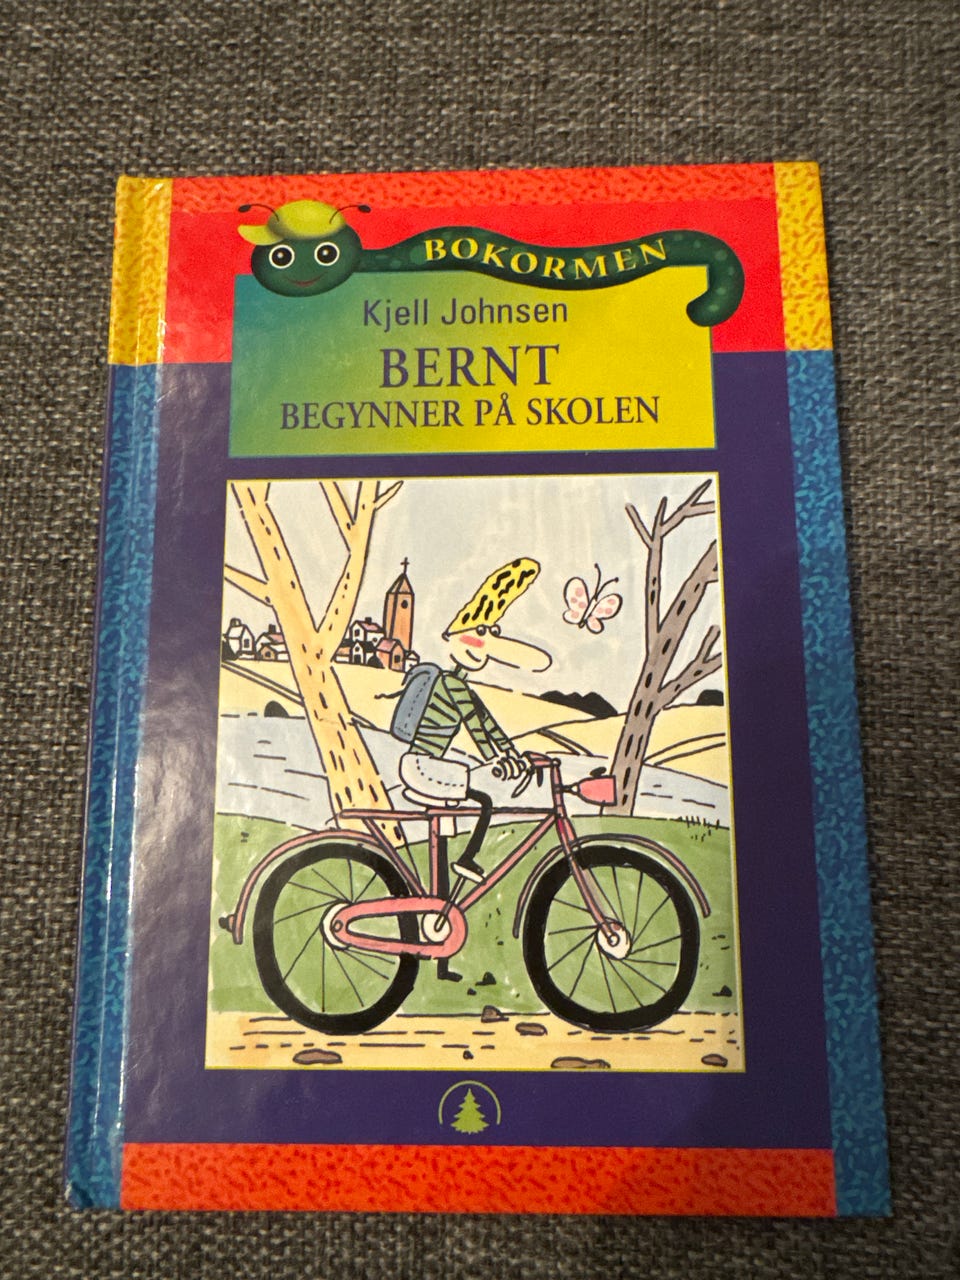 BOKORMEN
Kjell Johnsen
BERNT
BEGYNNER PÅ SKOLEN